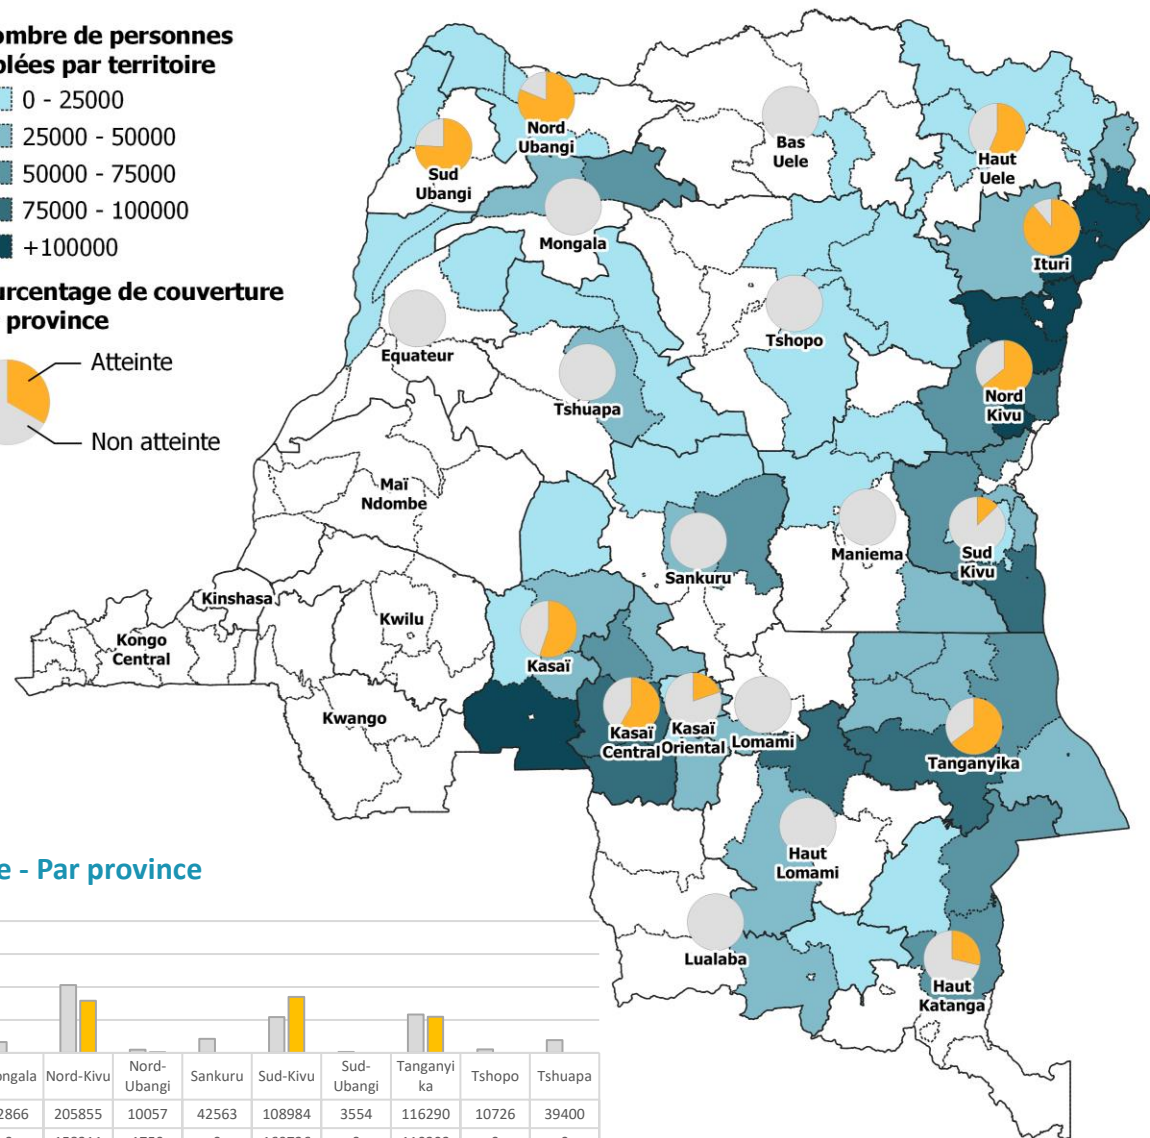 ombre de personnes
blées par territoire
0 - 25000
25000 - 50000
50000 - 75000
75000 - 100000
+100000
urcentage de couverture
province
Atteinte
Non atteinte
Nord
Ubangi
Sud
Ubangi
Bas
Uele
Haut
Uele
Mongala
Ituri
Equateur
Tshopo
Tshuapa
Nord
Kivu
Maï
Ndombe
Maniema
Sud
Kivu
Sankuru
Kinshasa
Kongo
Central
Kwilu
Kasaï
Kwango
Kasaï
Central
Kasaï
Oriental
Lomami
Tanganyika
Haut
Lomami
Lualaba
Haut
Katanga
e - Par province
ongala Nord-Kivu Nord-Ubangi Sankuru Sud-Kivu Sud-Ubangi Tanganyi ka Tshopo Tshuapa
2866 205855 10057 42563 108984 3554 116290 10726 39400